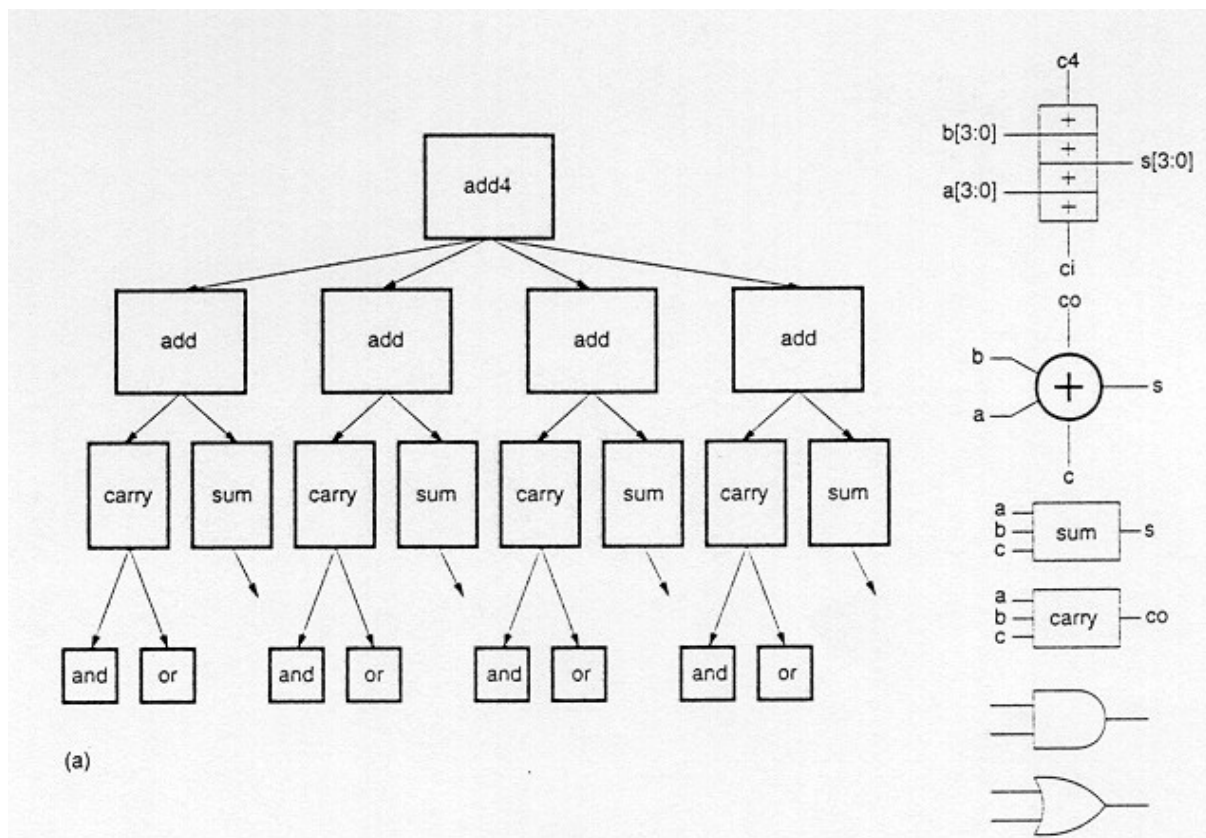 add4
add add add add
carry sum carry sum carry sum carry sum
and or and or and or and or
(a)
c4
+
b[3:0]
+
s[3:0]
+
a[3:0]
+
ci
co
b
+
s
a
c
a
b sum s
c
a
b carry co
c